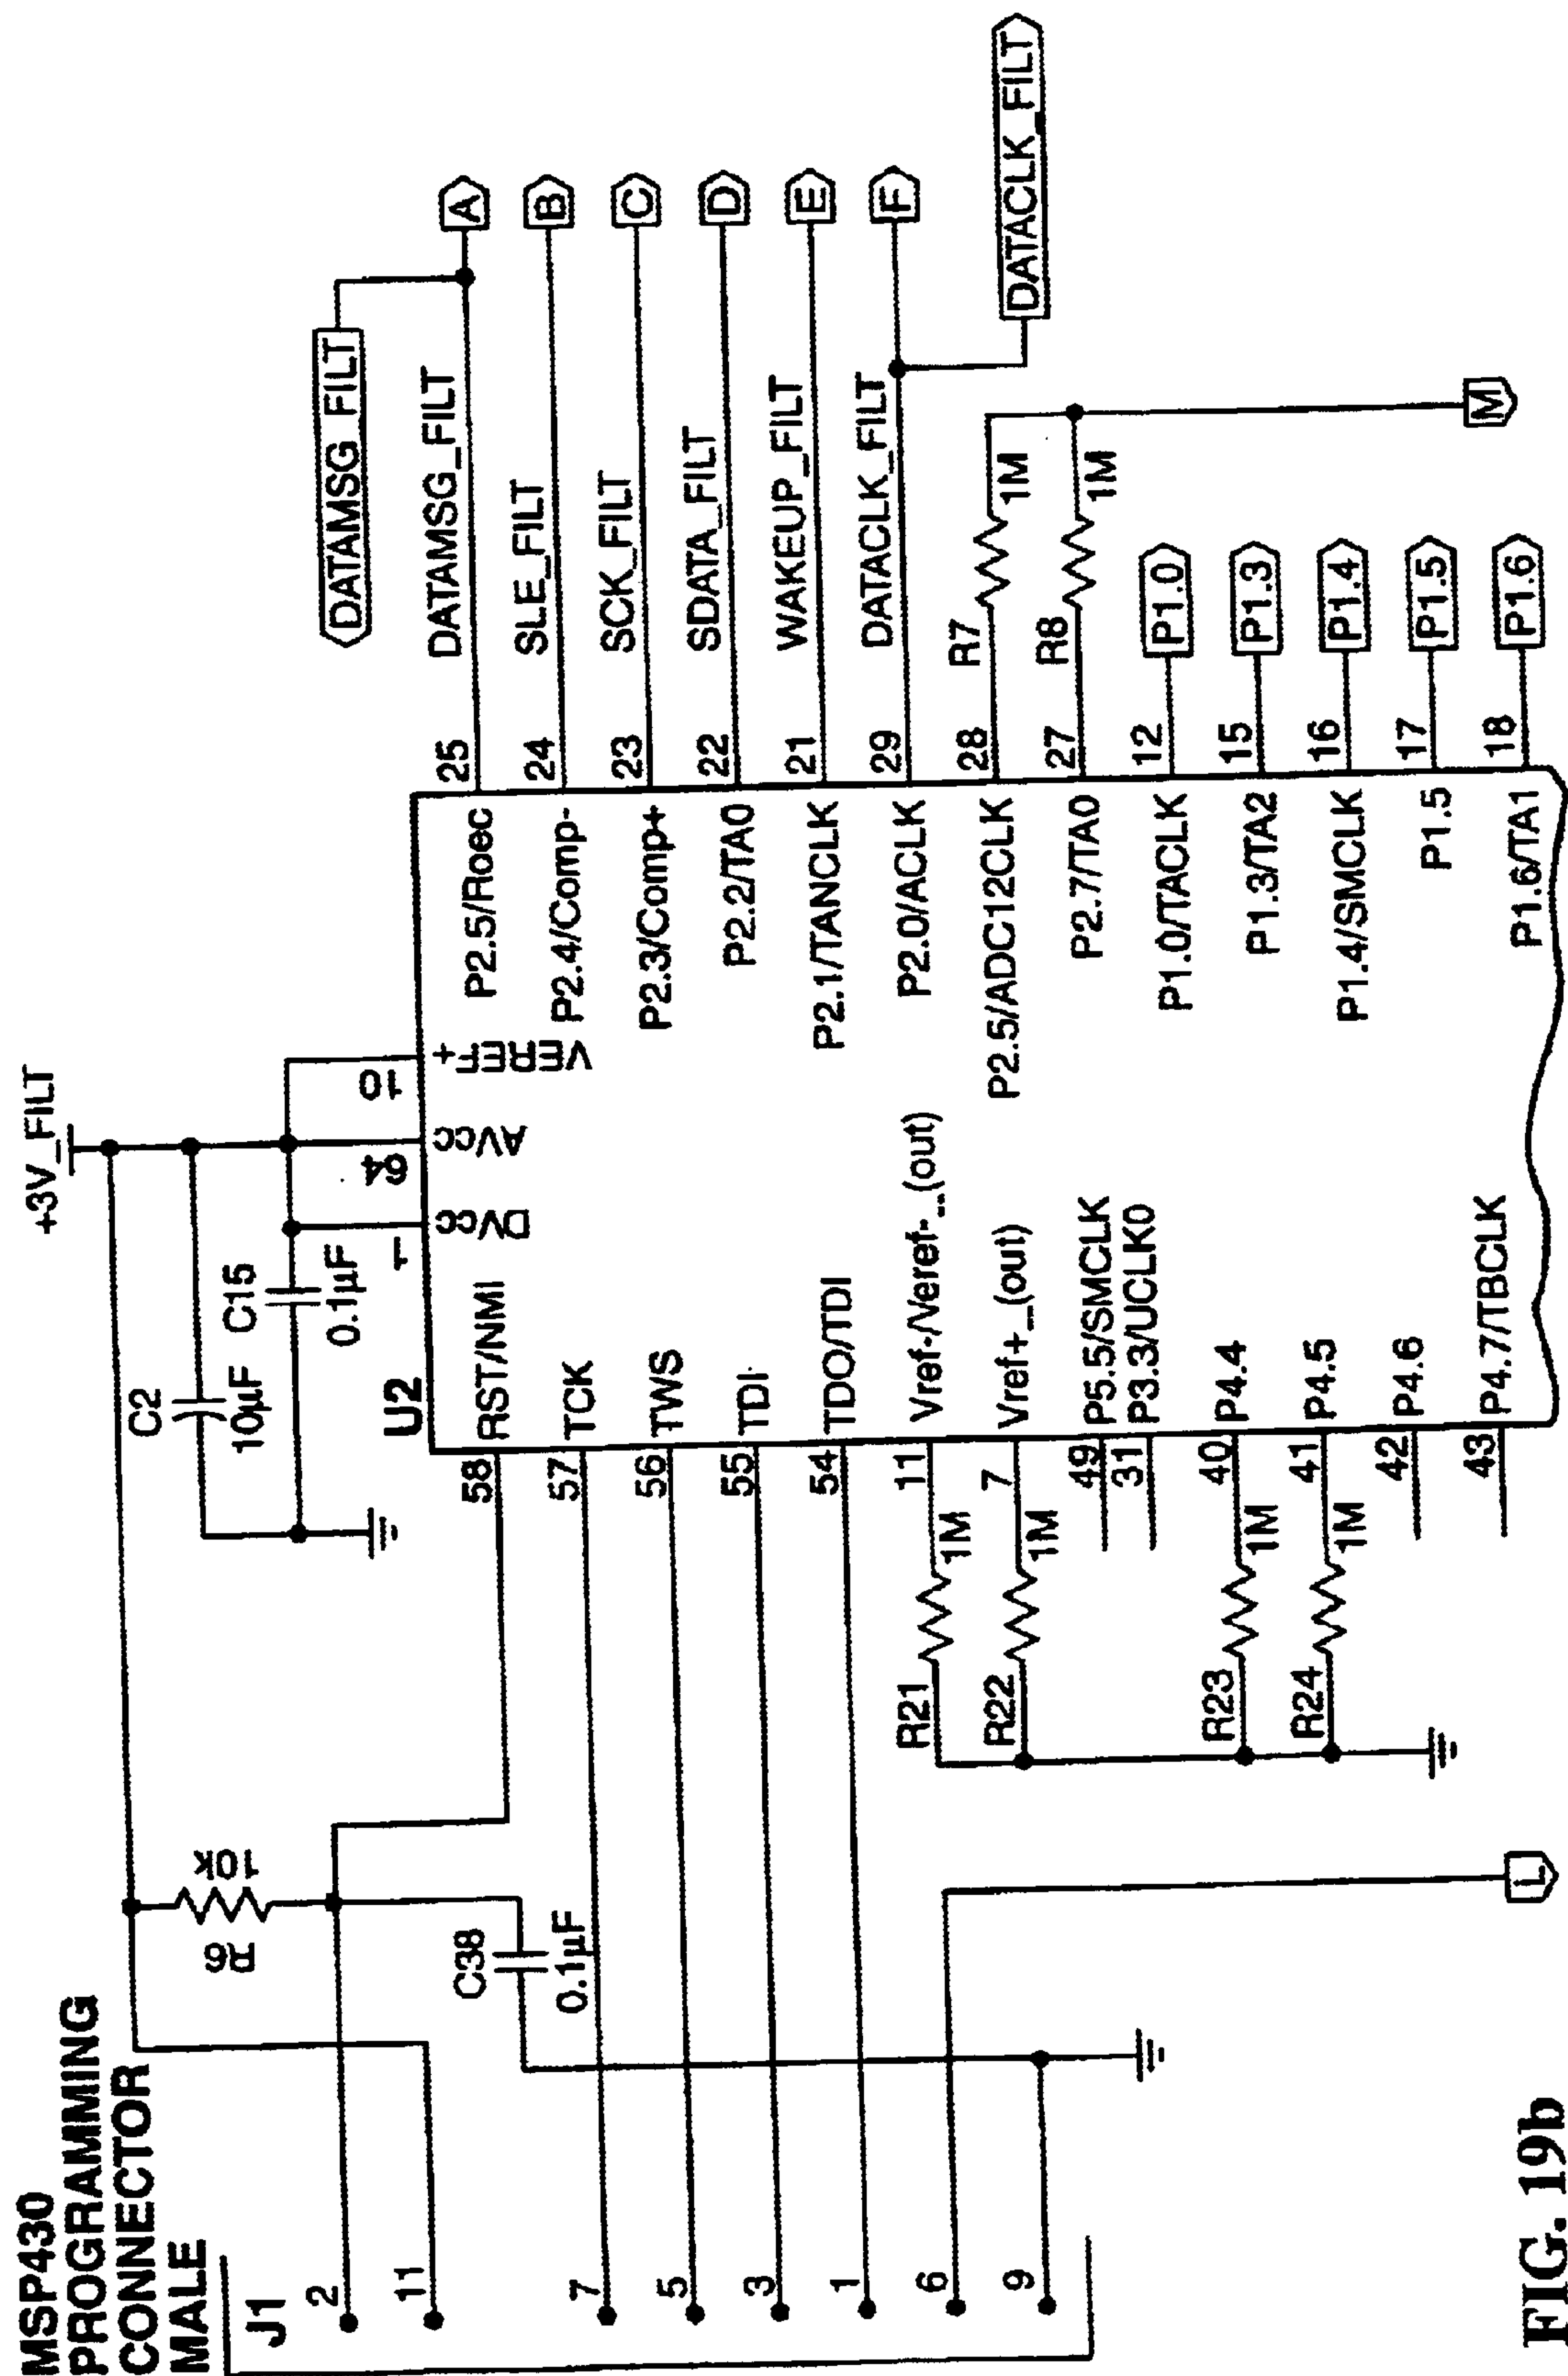 MSP430
PROGRAMMING
CONNECTOR
MALE
J1
2
11
7
5
3
1
6
9
R6
10k
C38
0.1µF
L
+3V_FILT
C2
10µF
C15
0.1µF
1
64
10
DVcc
AVcc
VEREF+
U2
58
RST/NMI
57
TCK
56
TWS
55
TDI
54
TDO/TDI
11
Vref-/Veref-_(out)
7
Vref+_(out)
49
P5.5/SMCLK
31
P3.3/UCLK0
40
P4.4
41
P4.5
42
P4.6
43
P4.7/TBCLK
R21
1M
R22
1M
R23
1M
R24
1M
P2.5/Roec
25
DATAMSG_FILT
A
DATAMSG_FILT
P2.4/Comp-
24
SLE_FILT
B
P2.3/Comp+
23
SCK_FILT
C
P2.2/TA0
22
SDATA_FILT
D
P2.1/TANCLK
21
WAKEUP_FILT
E
P2.0/ACLK
29
DATACLK_FILT
F
DATACLK_FILT
P2.5/ADC12CLK
28
R7
1M
P2.7/TA0
27
R8
1M
M
P1.0/TACLK
12
P1.0
P1.3/TA2
15
P1.3
P1.4/SMCLK
16
P1.4
P1.5
17
P1.5
P1.6/TA1
18
P1.6
FIG. 19b